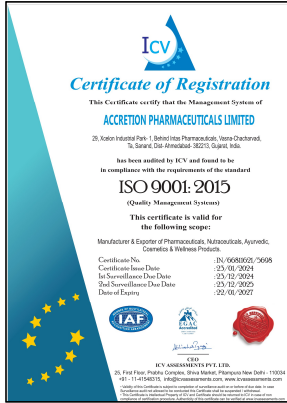 ICV
Certificate of Registration
This Certificate certify that the Management System of
ACCRETION PHARMACEUTICALS LIMITED
29, Xcelon Industrial Park- 1, Behind Intas Pharmaceuticals, Vasna-Chacharvadi,
Ta, Sanand, Dist- Ahmedabad- 382213, Gujarat, India.
has been audited by ICV and found to be
in compliance with the requirements of the standard
ISO 9001: 2015
(Quality Management Systems)
This certificate is valid for
the following scope:
Manufacturer & Exporter of Pharmaceuticals, Nutraceuticals, Ayurvedic,
Cosmetics & Wellness Products.
Certificate No. : IN/66811621/5698
Certificate Issue Date : 23/01/2024
1st Surveillance Due Date : 23/12/2024
2nd Surveillance Due Date : 23/12/2025
Date of Expiry : 22/01/2027
IAF
EGAC
Accredited
CEO
ICV ASSESSMENTS PVT. LTD.
25, First Floor, Prabhu Complex, Shiva Market, Pitampura New Delhi - 110034
+91 - 11-41548315, info@icvassessments.com, www.icvassessments.com